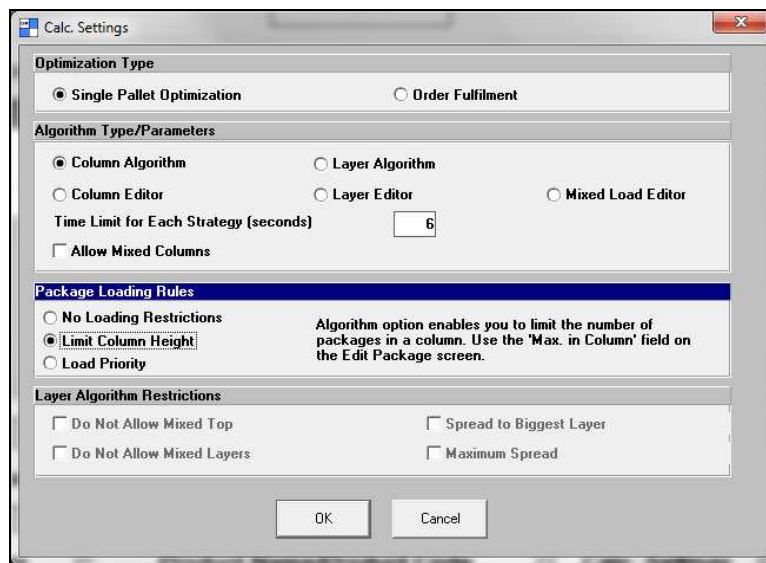 Calc. Settings
Optimization Type
Single Pallet Optimization Order Fulfilment
Algorithm Type/Parameters
Column Algorithm Layer Algorithm
Column Editor Layer Editor Mixed Load Editor
Time Limit for Each Strategy (seconds) 6
Allow Mixed Columns
Package Loading Rules
No Loading Restrictions
Limit Column Height
Load Priority
Algorithm option enables you to limit the number of
packages in a column. Use the 'Max. in Column' field on
the Edit Package screen.
Layer Algorithm Restrictions
Do Not Allow Mixed Top Spread to Biggest Layer
Do Not Allow Mixed Layers Maximum Spread
OK Cancel